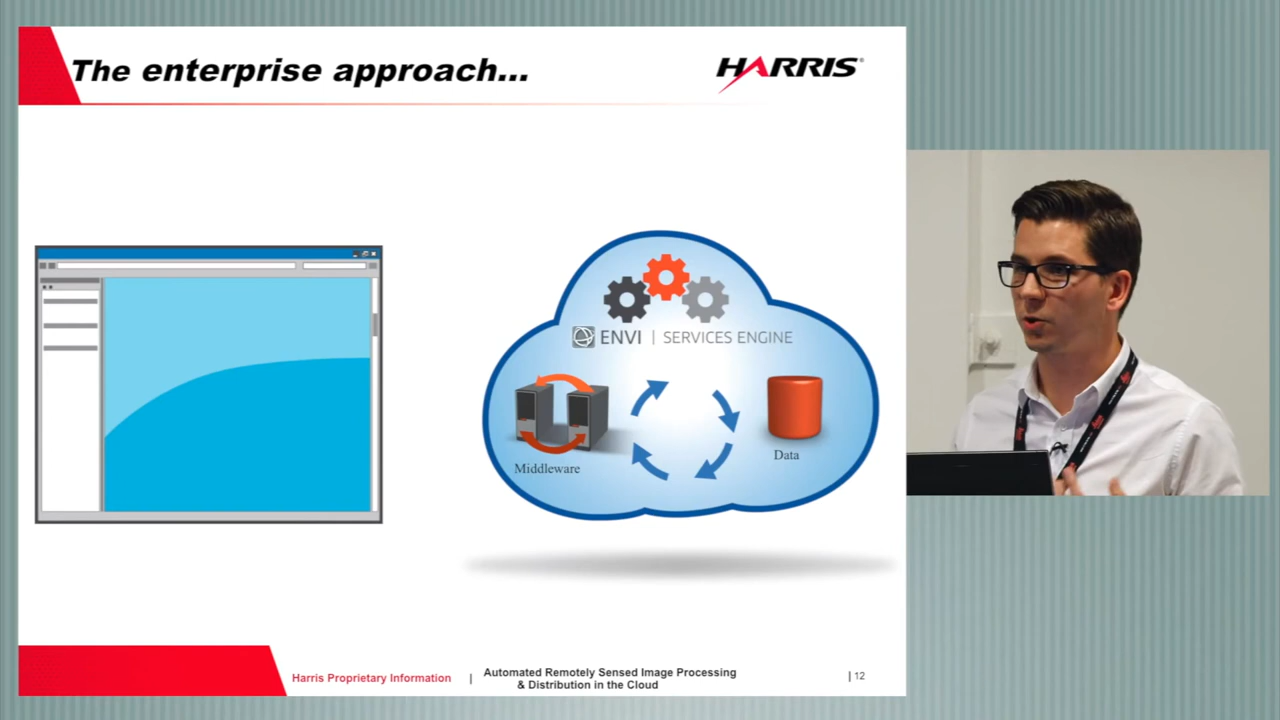 The enterprise approach...
HARRIS®
ENVI | SERVICES ENGINE
Middleware
Data
Harris Proprietary Information | Automated Remotely Sensed Image Processing
& Distribution in the Cloud
| 12